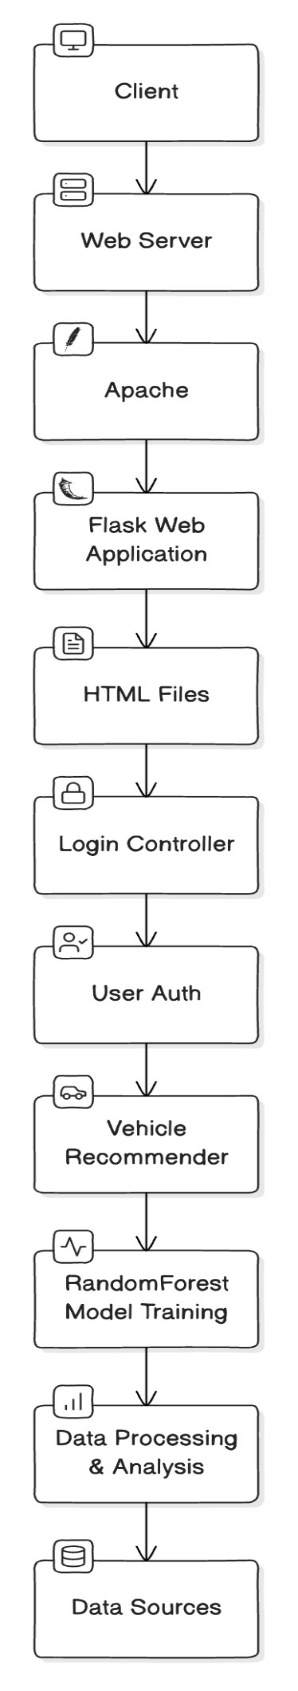 Client
Web Server
Apache
Flask Web
Application
HTML Files
Login Controller
User Auth
Vehicle
Recommender
RandomForest
Model Training
Data Processing
& Analysis
Data Sources